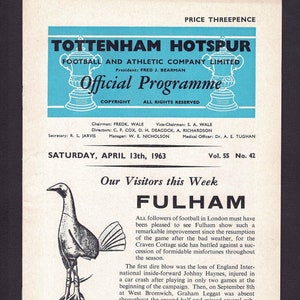 PRICE THREEPENCE
TOTTENHAM HOTSPUR
FOOTBALL AND ATHLETIC COMPANY LIMITED
President: FRED J. BEARMAN
Official Programme
COPYRIGHT ALL RIGHTS RESERVED
Chairman: FREDK. WALE Vice-Chairman: S. A. WALE
Directors: C. F. COX, D. H. DEACOCK, A. RICHARDSON
Secretary: R. L. JARVIS Manager: W. E. NICHOLSON Medical Officer: Dr. A. E. TUGHAN
SATURDAY, APRIL 13th, 1963 Vol. 55 No. 42
Our Visitors this Week
FULHAM
ALL followers of football in London must have
been pleased to see Fulham show such a
remarkable improvement since the resumption
of the game after the bad weather, for the
Craven Cottage side has battled against a suc-
cession of formidable misfortunes throughout
the season.
The first dire blow was the loss of England Inter-
national inside-forward Johnny Haynes, injured in
a car crash after playing in only two games at the
beginning of the campaign. Then, on September 8th
at West Bromwich, Graham Leggat was absent